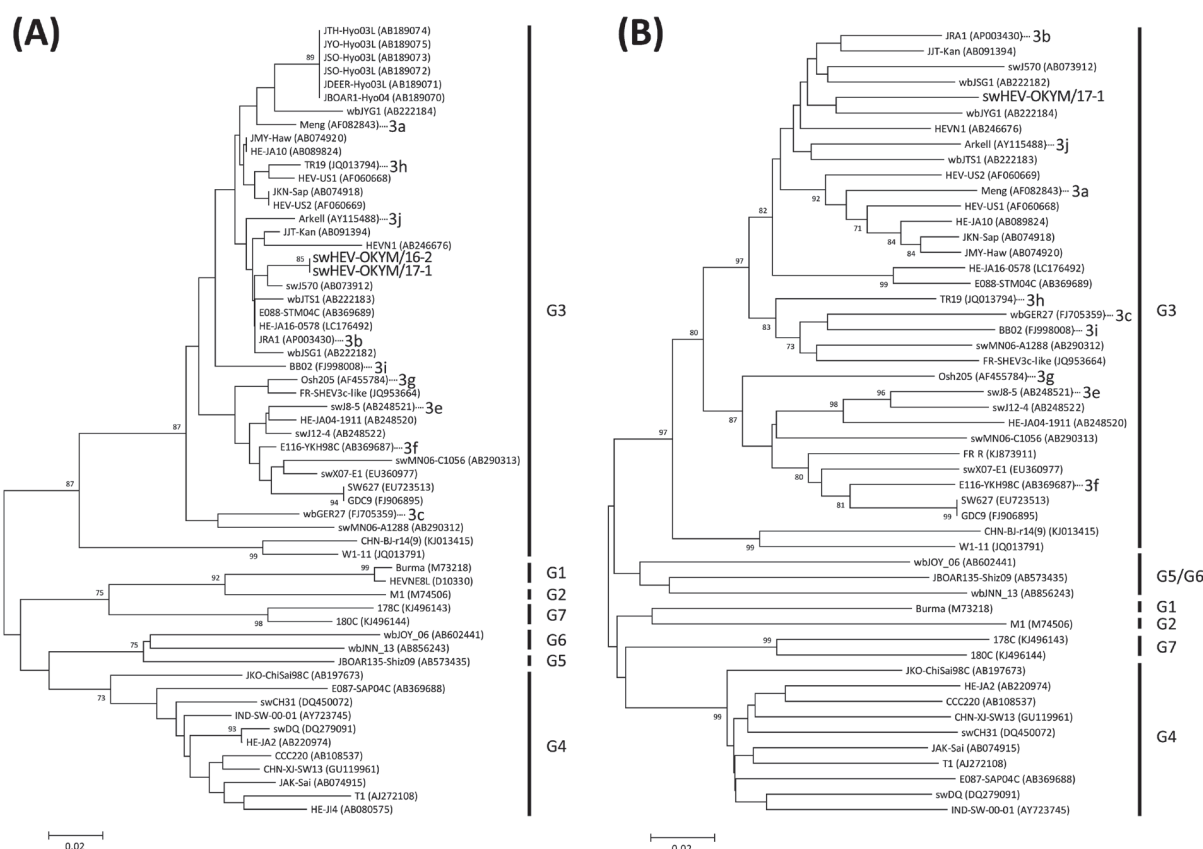 (A)
JTH-Hyo03L (AB189074)
JYO-Hyo03L (AB189075)
JSO-Hyo03L (AB189073)
JSO-Hyo03L (AB189072)
JDEER-Hyo03L (AB189071)
JBOAR1-Hyo04 (AB189070)
89
wbJYG1 (AB222184)
Meng (AF082843) 3a
JMY-Haw (AB074920)
HE-JA10 (AB089824)
TR19 (JQ013794) 3h
HEV-US1 (AF060668)
JKN-Sap (AB074918)
HEV-US2 (AF060669)
Arkell (AY115488) 3j
JJT-Kan (AB091394)
HEVN1 (AB246676)
85
swHEV-OKYM/16-2
swHEV-OKYM/17-1
swJ570 (AB073912)
wbJTS1 (AB222183)
E088-STM04C (AB369689)
HE-JA16-0578 (LC176492)
JRA1 (AP003430) 3b
wbJSG1 (AB222182)
BB02 (FJ998008) 3i
Osh205 (AF455784) 3g
FR-SHEV3c-like (JQ953664)
swJ8-5 (AB248521) 3e
HE-JA04-1911 (AB248520)
swJ12-4 (AB248522)
87
E116-YKH98C (AB369687) 3f
swMN06-C1056 (AB290313)
swX07-E1 (EU360977)
SW627 (EU723513)
94
GDC9 (FJ906895)
wbGER27 (FJ705359) 3c
swMN06-A1288 (AB290312)
87
CHN-BJ-r14(9) (KJ013415)
99
W1-11 (JQ013791)
G3
99
Burma (M73218)
HEVNE8L (D10330)
G1
92
M1 (M74506)
G2
75
178C (KJ496143)
98
180C (KJ496144)
G7
wbJOY_06 (AB602441)
75
wbJNN_13 (AB856243)
G6
JBOAR135-Shiz09 (AB573435)
G5
JKO-ChiSai98C (AB197673)
73
E087-SAP04C (AB369688)
swCH31 (DQ450072)
IND-SW-00-01 (AY723745)
93
swDQ (DQ279091)
HE-JA2 (AB220974)
CCC220 (AB108537)
CHN-XJ-SW13 (GU119961)
JAK-Sai (AB074915)
T1 (AJ272108)
HE-JI4 (AB080575)
G4
0.02
(B)
JRA1 (AP003430) 3b
JJT-Kan (AB091394)
swJ570 (AB073912)
wbJSG1 (AB222182)
swHEV-OKYM/17-1
wbJYG1 (AB222184)
HEVN1 (AB246676)
Arkell (AY115488) 3j
wbJTS1 (AB222183)
HEV-US2 (AF060669)
92
Meng (AF082843) 3a
HEV-US1 (AF060668)
71
HE-JA10 (AB089824)
84
JKN-Sap (AB074918)
84
JMY-Haw (AB074920)
82
HE-JA16-0578 (LC176492)
99
E088-STM04C (AB369689)
97
TR19 (JQ013794) 3h
83
wbGER27 (FJ705359) 3c
BB02 (FJ998008) 3i
73
swMN06-A1288 (AB290312)
FR-SHEV3c-like (JQ953664)
80
Osh205 (AF455784) 3g
96
swJ8-5 (AB248521) 3e
98
swJ12-4 (AB248522)
HE-JA04-1911 (AB248520)
87
swMN06-C1056 (AB290313)
FR R (KJ873911)
80
swX07-E1 (EU360977)
E116-YKH98C (AB369687) 3f
81
SW627 (EU723513)
99
GDC9 (FJ906895)
97
CHN-BJ-r14(9) (KJ013415)
99
W1-11 (JQ013791)
G3
wbJOY_06 (AB602441)
JBOAR135-Shiz09 (AB573435)
wbJNN_13 (AB856243)
G5/G6
Burma (M73218)
G1
M1 (M74506)
G2
99
178C (KJ496143)
180C (KJ496144)
G7
JKO-ChiSai98C (AB197673)
HE-JA2 (AB220974)
CCC220 (AB108537)
99
CHN-XJ-SW13 (GU119961)
swCH31 (DQ450072)
JAK-Sai (AB074915)
T1 (AJ272108)
E087-SAP04C (AB369688)
swDQ (DQ279091)
IND-SW-00-01 (AY723745)
G4
0.02